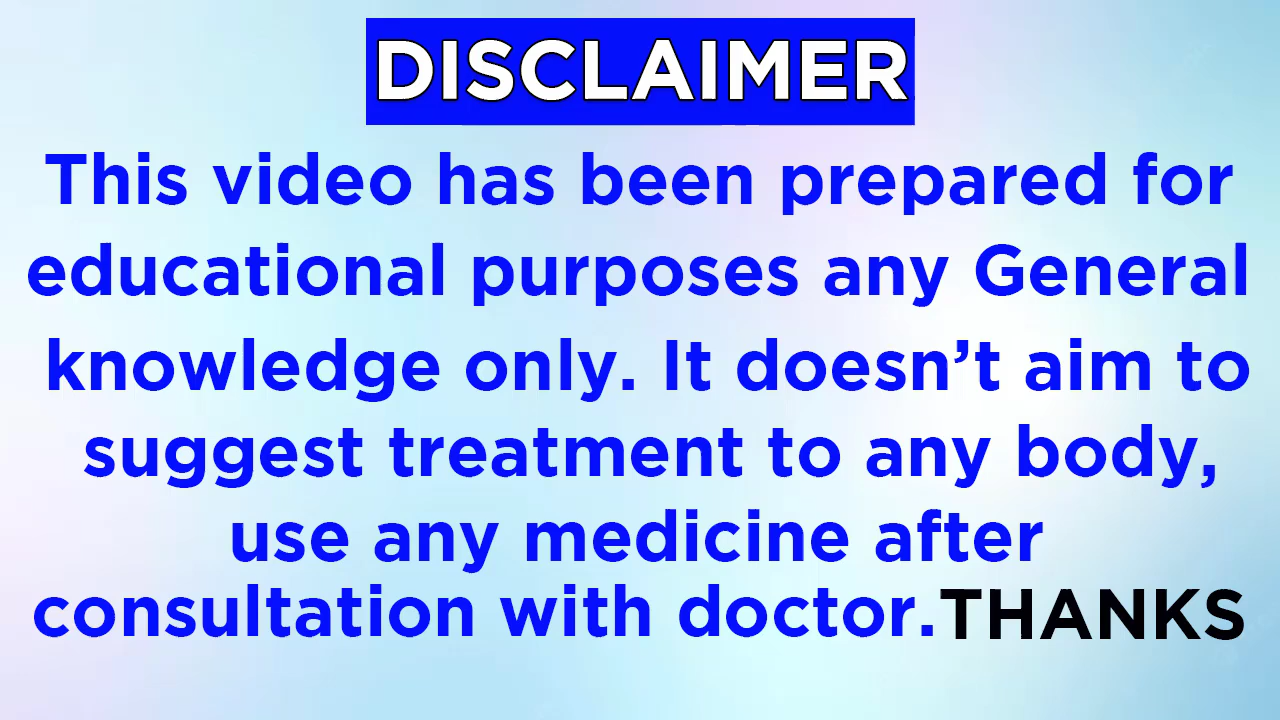 DISCLAIMER
This video has been prepared for
educational purposes any General
knowledge only. It doesn’t aim to
suggest treatment to any body,
use any medicine after
consultation with doctor.THANKS